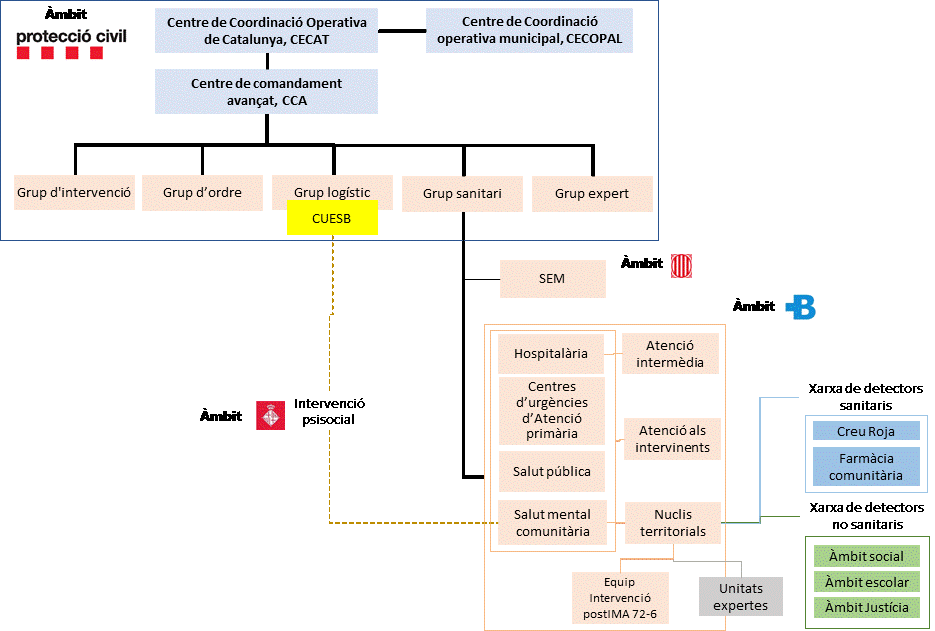 Àmbit
protecció civil
Centre de Coordinació Operativa
de Catalunya, CECAT
Centre de Coordinació
operativa municipal, CECOPAL
Centre de comandament
avançat, CCA
Grup d'intervenció
Grup d’ordre
Grup logístic
Grup sanitari
Grup expert
CUESB
SEM
Àmbit
Àmbit
B
Hospitalària
Atenció
intermèdia
Centres
d’urgències
d’Atenció
primària
Atenció als
intervinents
Salut pública
Salut mental
comunitària
Nuclis
territorials
Equip
Intervenció
postIMA 72-6
Unitats
expertes
Àmbit
Intervenció
psisocial
Xarxa de detectors
sanitaris
Creu Roja
Farmàcia
comunitària
Xarxa de detectors
no sanitaris
Àmbit social
Àmbit escolar
Àmbit Justícia